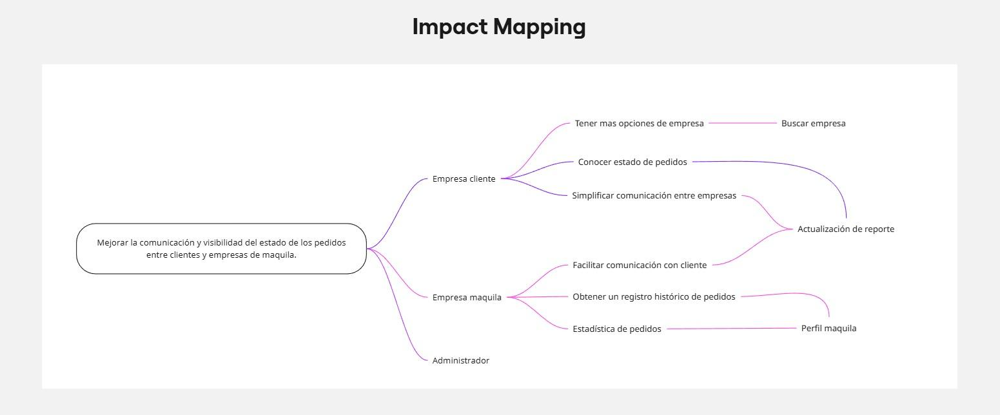 Impact Mapping
Tener mas opciones de empresa
Buscar empresa
Conocer estado de pedidos
Empresa cliente
Simplificar comunicación entre empresas
Actualización de reporte
Mejorar la comunicación y visibilidad del estado de los pedidos
entre clientes y empresas de maquila.
Facilitar comunicación con cliente
Empresa maquila
Obtener un registro histórico de pedidos
Estadística de pedidos
Perfil maquila
Administrador